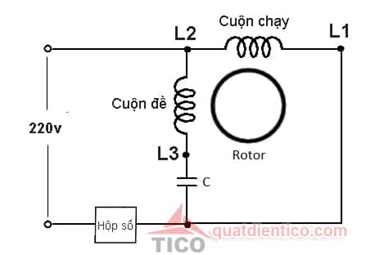 Cuộn chạy
L2
L1
Cuộn đề
220v
L3
Rotor
C
Hộp số
TICO
quatdientico.com